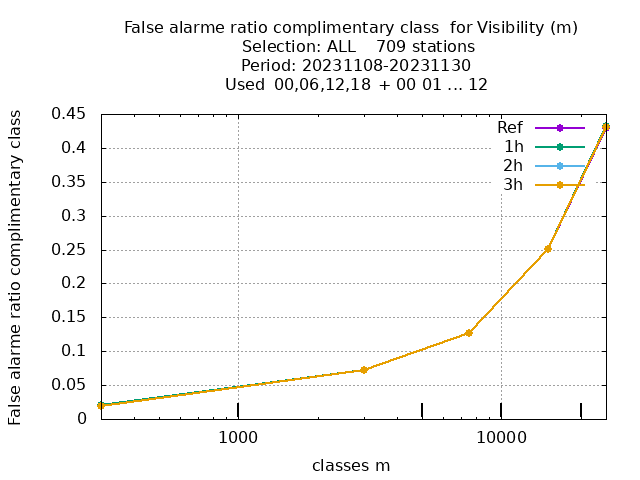 False alarme ratio complimentary class  for Visibility (m)
Selection: ALL    709 stations
Period: 20231108-20231130
Used  00,06,12,18  + 00 01 ... 12
False alarme ratio complimentary class
0.45
0.4
0.35
0.3
0.25
0.2
0.15
0.1
0.05
0
Ref
1h
2h
3h
1000
10000
classes m